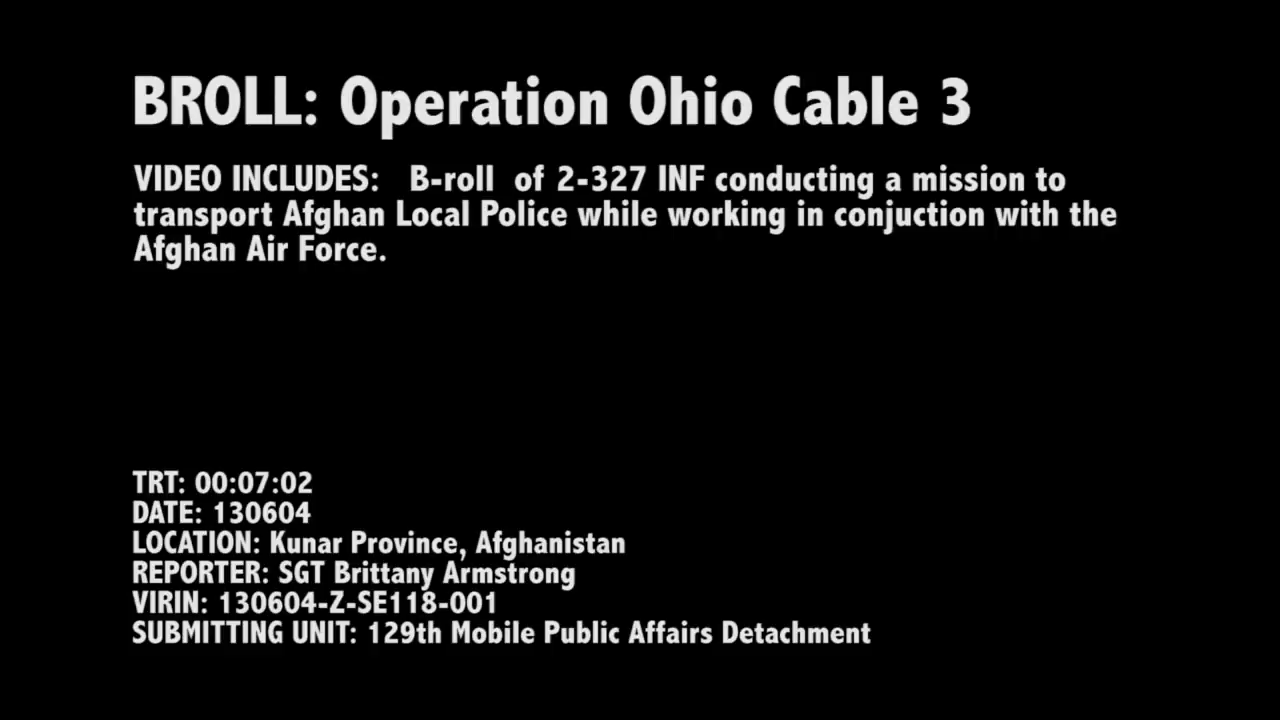 BROLL: Operation Ohio Cable 3
VIDEO INCLUDES:   B-roll  of 2-327 INF conducting a mission to
transport Afghan Local Police while working in conjuction with the
Afghan Air Force.
TRT: 00:07:02
DATE: 130604
LOCATION: Kunar Province, Afghanistan
REPORTER: SGT Brittany Armstrong
VIRIN: 130604-Z-SE118-001
SUBMITTING UNIT: 129th Mobile Public Affairs Detachment